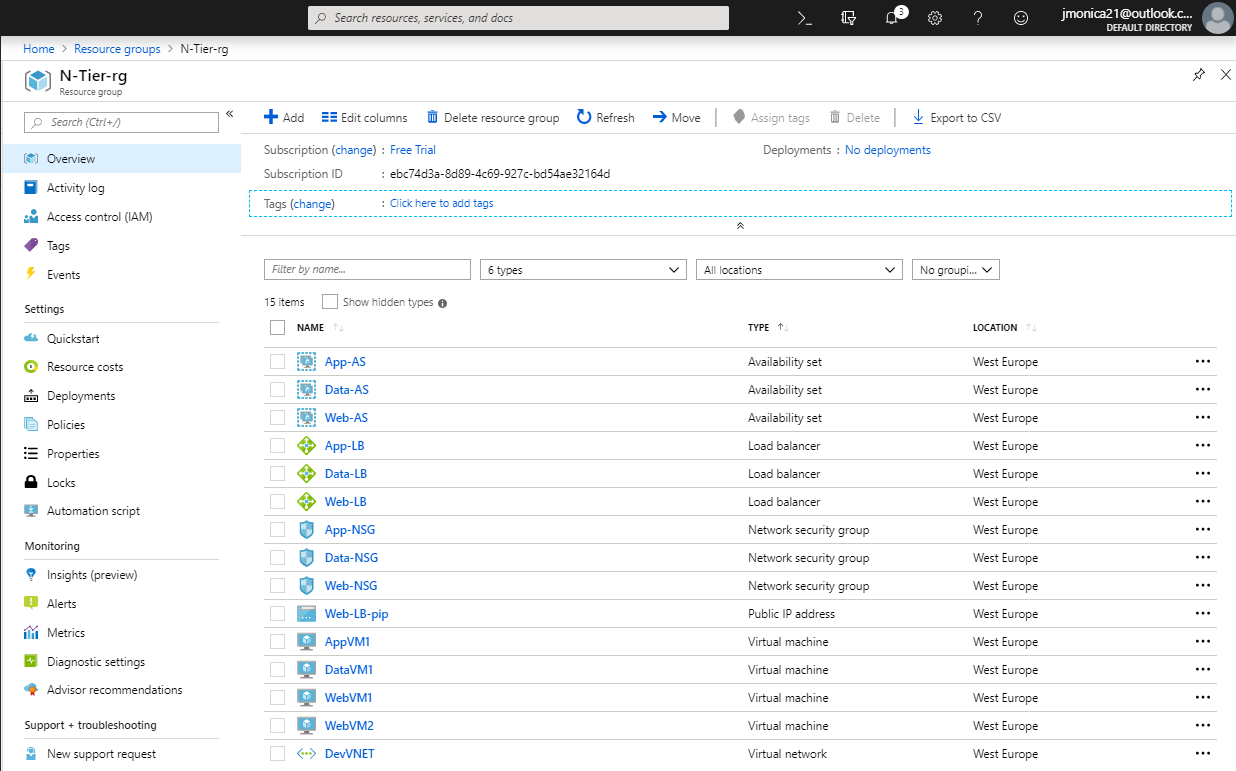 Search resources, services, and docs
3
jmonica21@outlook.c...
DEFAULT DIRECTORY
Home > Resource groups > N-Tier-rg
N-Tier-rg
Resource group
Search (Ctrl+/)
«
Overview
Activity log
Access control (IAM)
Tags
Events
Settings
Quickstart
Resource costs
Deployments
Policies
Properties
Locks
Automation script
Monitoring
Insights (preview)
Alerts
Metrics
Diagnostic settings
Advisor recommendations
Support + troubleshooting
New support request
Add Edit columns Delete resource group Refresh Move Assign tags Delete Export to CSV
Subscription (change) : Free Trial Deployments : No deployments
Subscription ID : ebc74d3a-8d89-4c69-927c-bd54ae32164d
Tags (change) : Click here to add tags
Filter by name... 6 types All locations No groupi...
15 items Show hidden types
NAME TYPE LOCATION
App-AS Availability set West Europe
Data-AS Availability set West Europe
Web-AS Availability set West Europe
App-LB Load balancer West Europe
Data-LB Load balancer West Europe
Web-LB Load balancer West Europe
App-NSG Network security group West Europe
Data-NSG Network security group West Europe
Web-NSG Network security group West Europe
Web-LB-pip Public IP address West Europe
AppVM1 Virtual machine West Europe
DataVM1 Virtual machine West Europe
WebVM1 Virtual machine West Europe
WebVM2 Virtual machine West Europe
DevVNET Virtual network West Europe